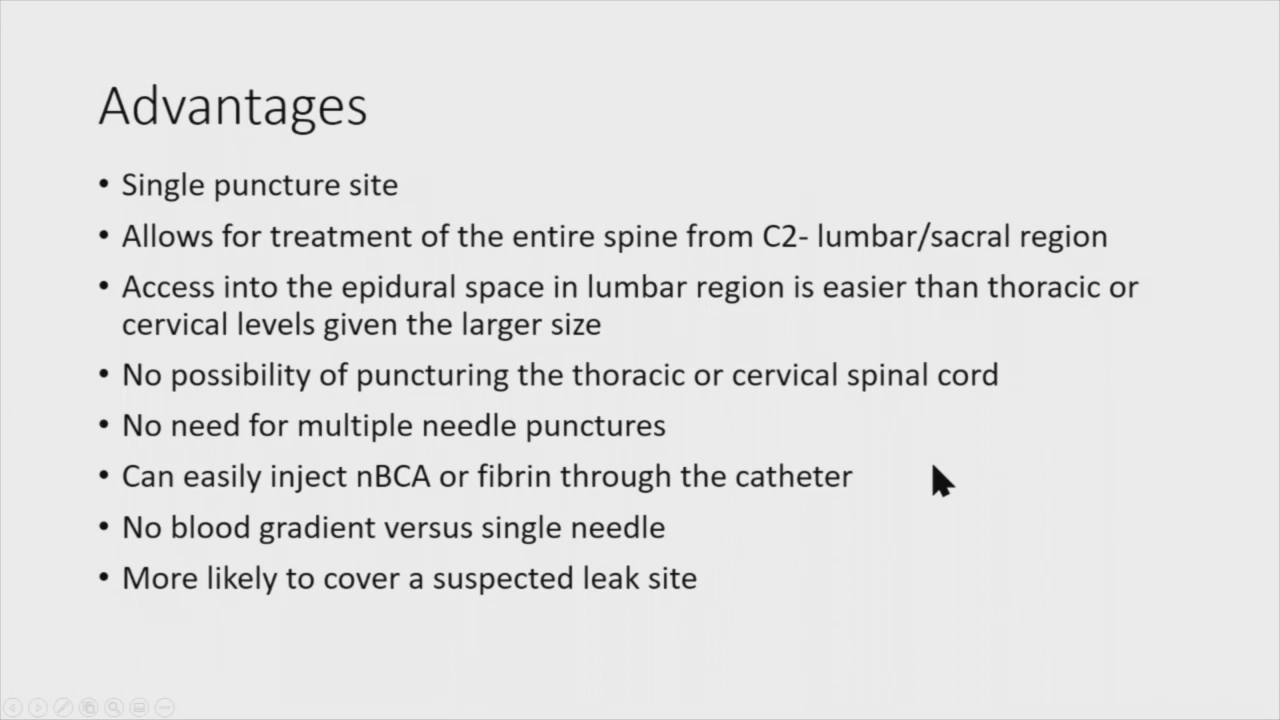 Advantages
• Single puncture site
• Allows for treatment of the entire spine from C2- lumbar/sacral region
• Access into the epidural space in lumbar region is easier than thoracic or
cervical levels given the larger size
• No possibility of puncturing the thoracic or cervical spinal cord
• No need for multiple needle punctures
• Can easily inject nBCA or fibrin through the catheter
• No blood gradient versus single needle
• More likely to cover a suspected leak site